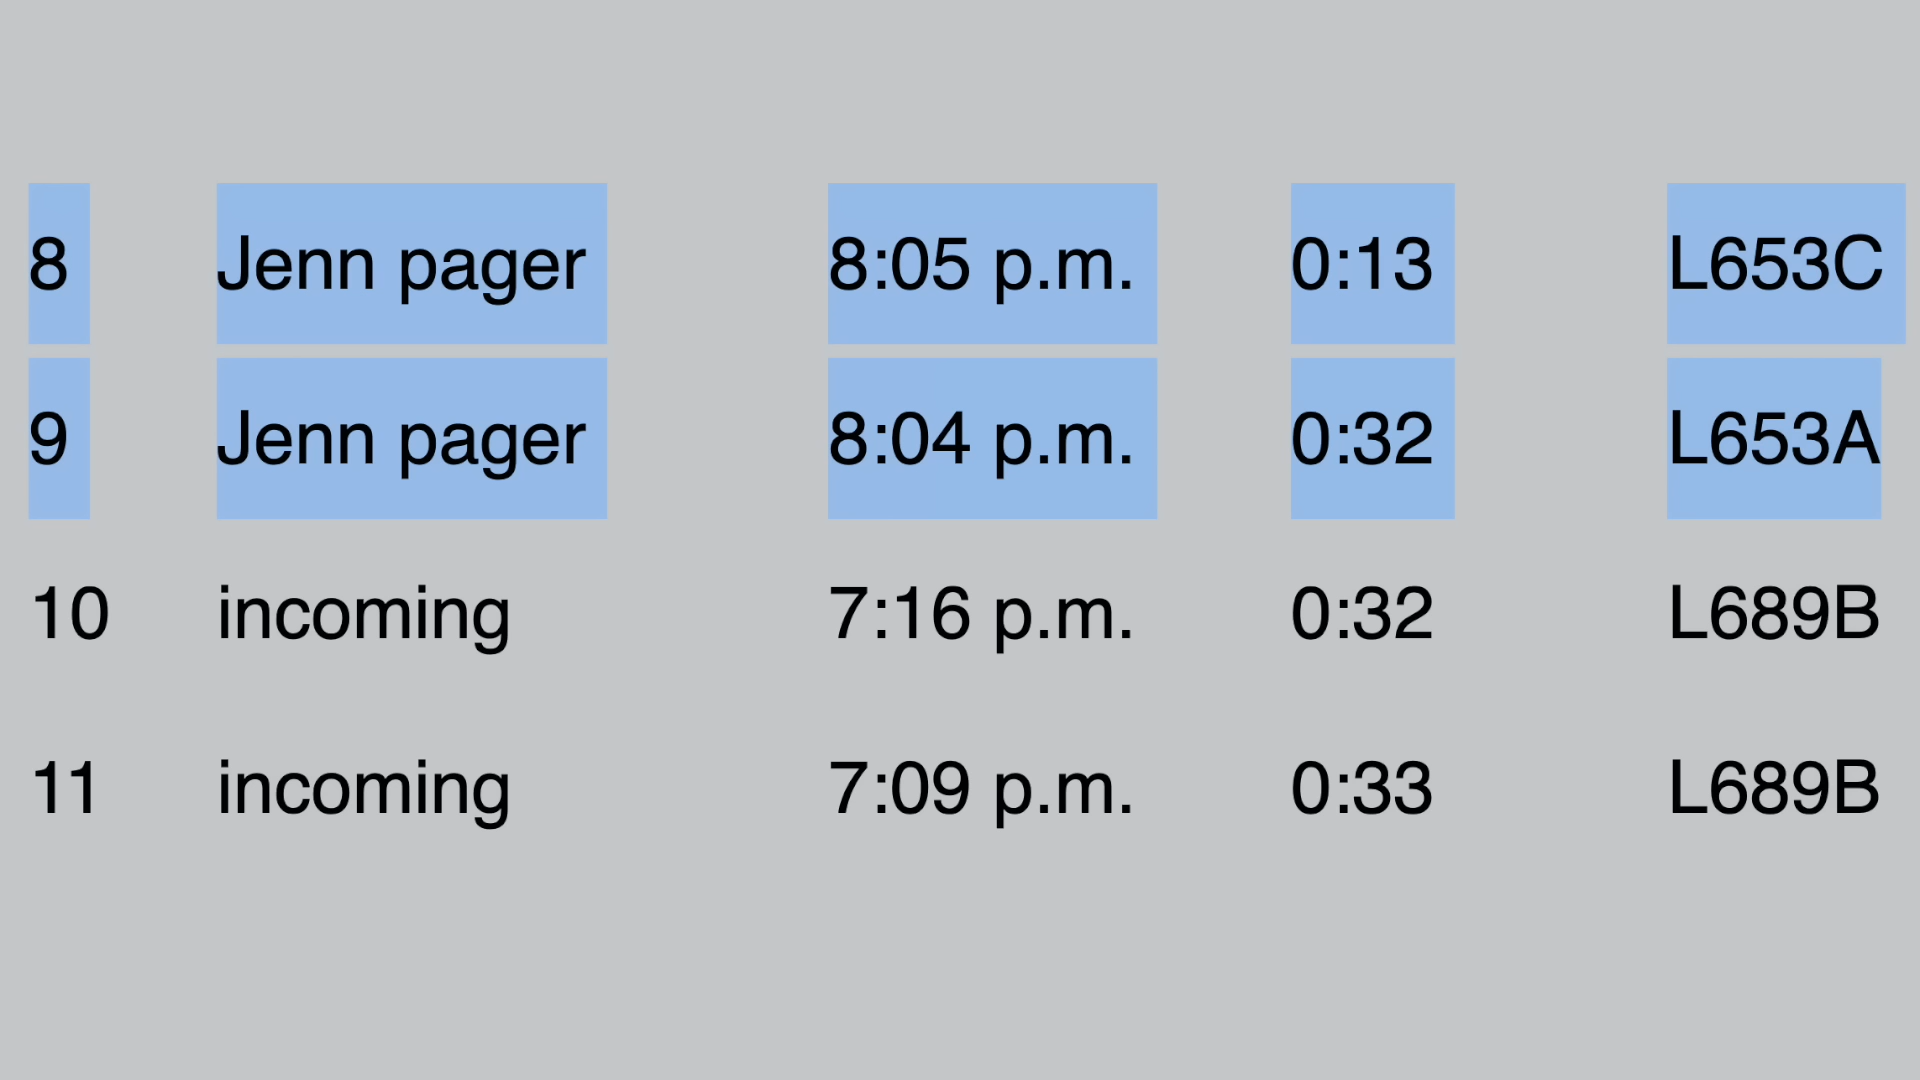 8 Jenn pager 8:05 p.m. 0:13 L653C
9 Jenn pager 8:04 p.m. 0:32 L653A
10 incoming 7:16 p.m. 0:32 L689B
11 incoming 7:09 p.m. 0:33 L689B